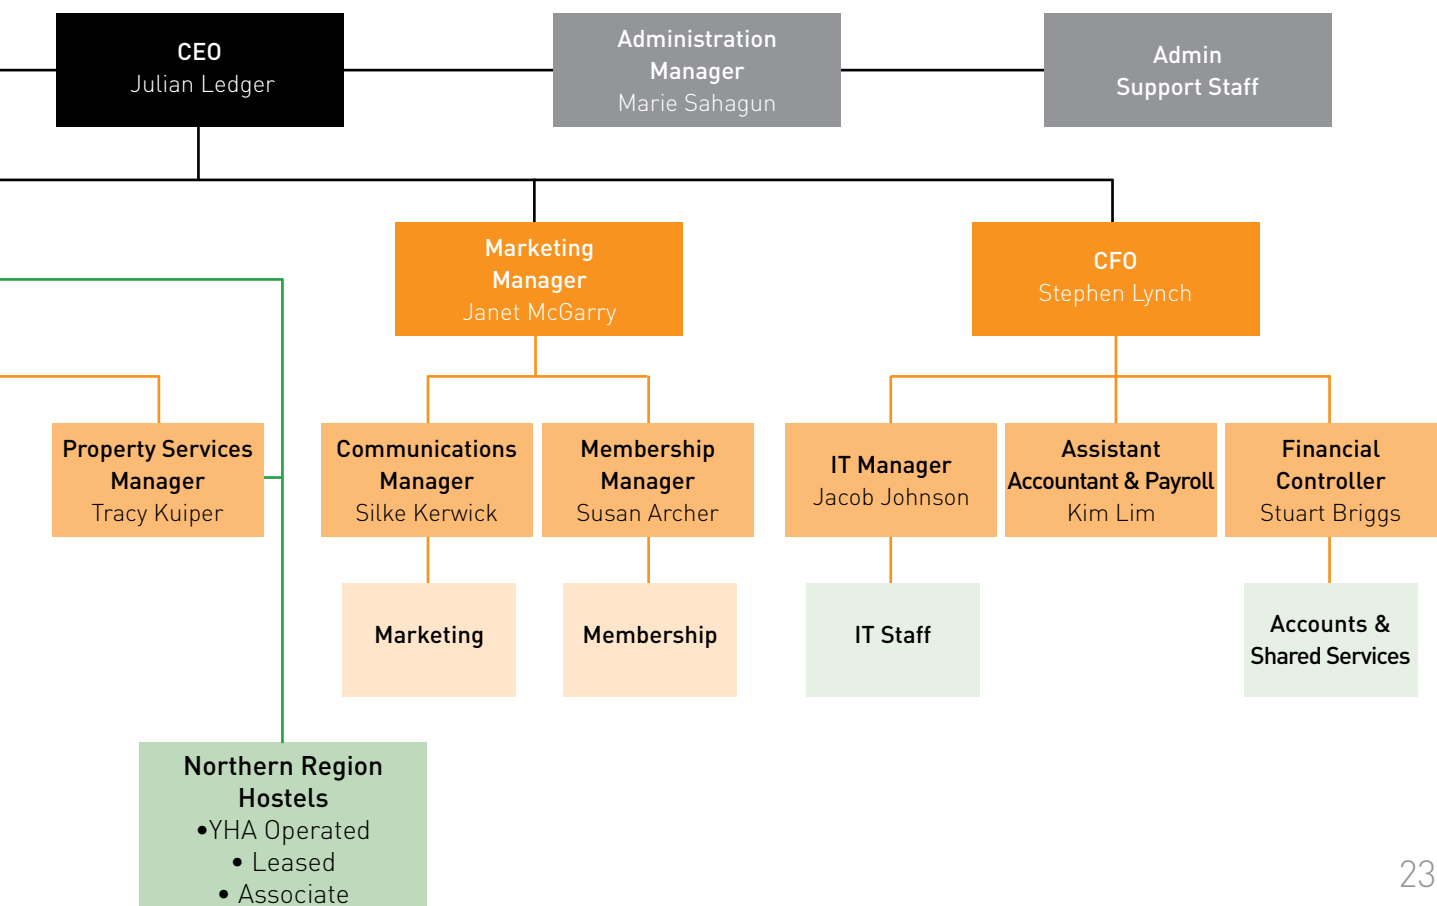 CEO
Julian Ledger
Administration
Manager
Marie Sahagun
Admin
Support Staff
Marketing
Manager
Janet McGarry
CFO
Stephen Lynch
Property Services
Manager
Tracy Kuiper
Communications
Manager
Silke Kerwick
Membership
Manager
Susan Archer
IT Manager
Jacob Johnson
Assistant
Accountant & Payroll
Kim Lim
Financial
Controller
Stuart Briggs
Marketing
Membership
IT Staff
Accounts &
Shared Services
Northern Region
Hostels
•YHA Operated
• Leased
• Associate
23